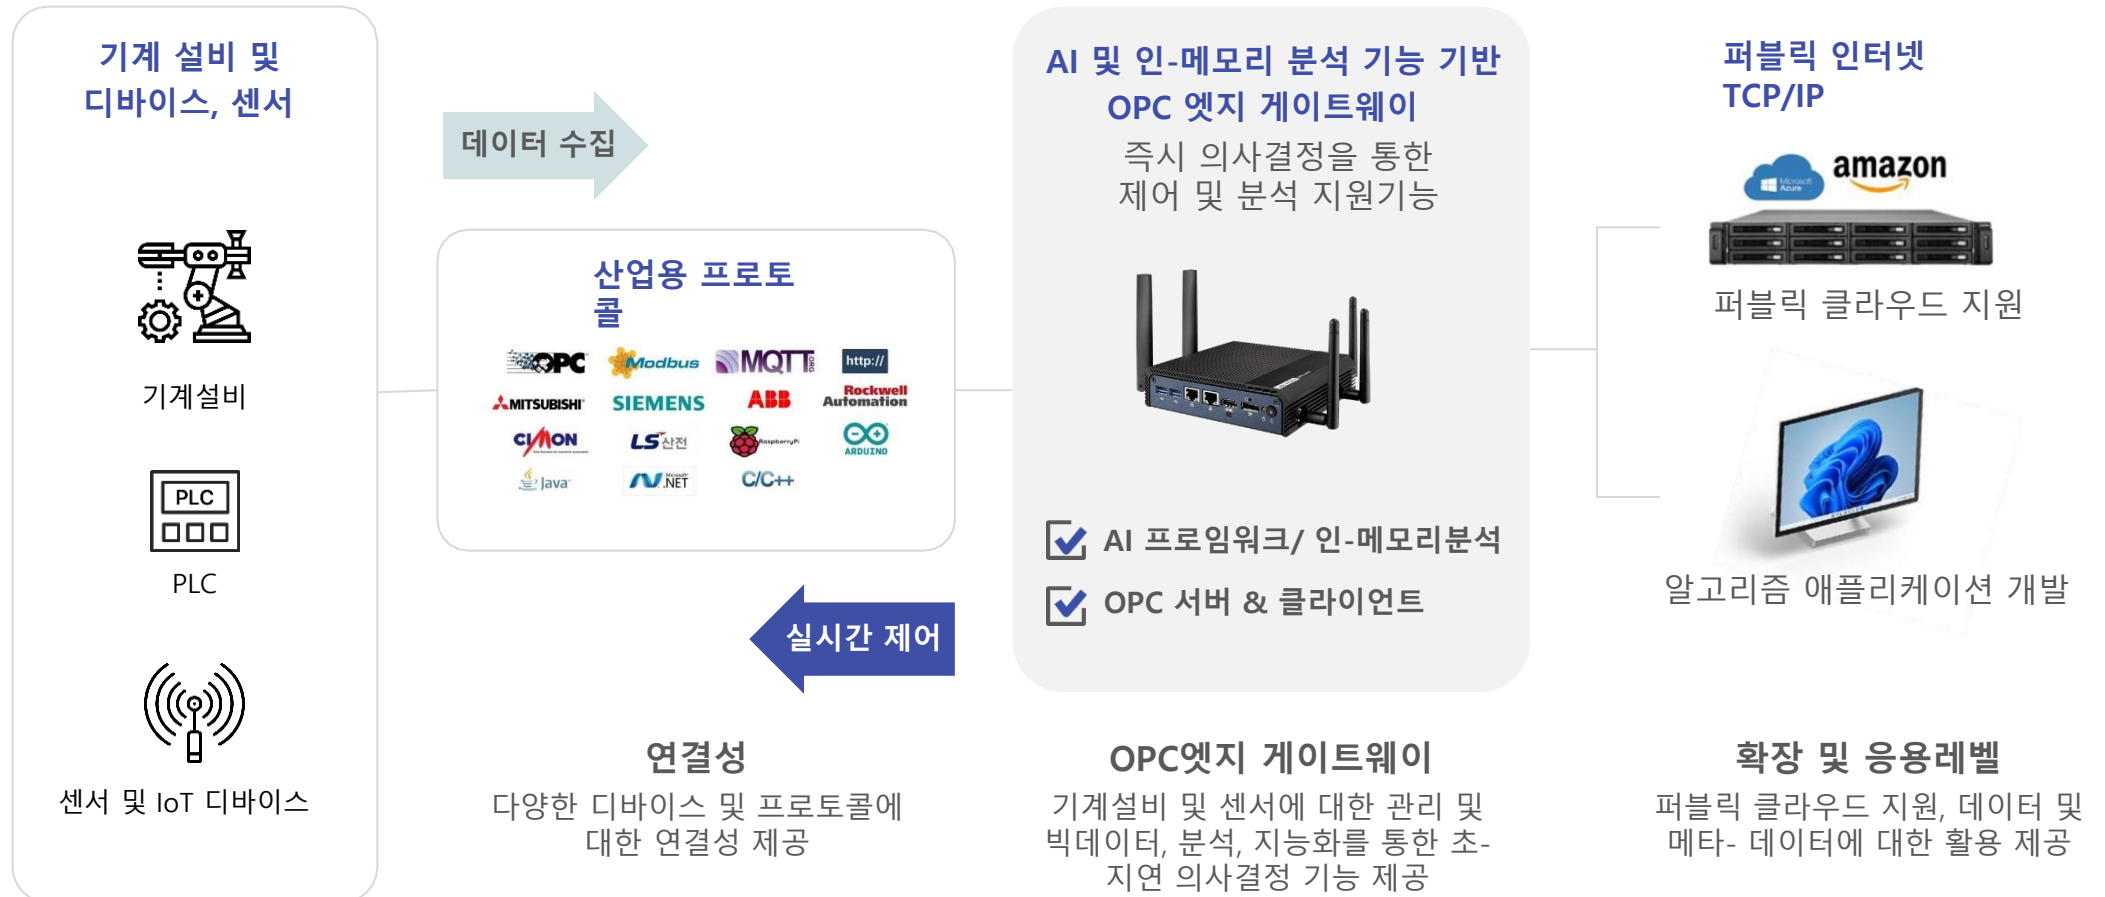 기계 설비 및
디바이스, 센서
기계설비
PLC
PLC
센서 및 IoT 디바이스
데이터 수집
산업용 프로토
콜
OPC
Modbus
MQTT.ORG
http://
MITSUBISHI
SIEMENS
ABB
Rockwell
Automation
CIMON
LS산전
RaspberryPi
ARDUINO
Java
Microsoft
.NET
C/C++
실시간 제어
연결성
다양한 디바이스 및 프로토콜에
대한 연결성 제공
AI 및 인-메모리 분석 기능 기반
OPC 엣지 게이트웨이
즉시 의사결정을 통한
제어 및 분석 지원기능
AI 프로임워크/ 인-메모리분석
OPC 서버 & 클라이언트
OPC엣지 게이트웨이
기계설비 및 센서에 대한 관리 및
빅데이터, 분석, 지능화를 통한 초-
지연 의사결정 기능 제공
퍼블릭 인터넷
TCP/IP
Microsoft
Azure
amazon
퍼블릭 클라우드 지원
알고리즘 애플리케이션 개발
확장 및 응용레벨
퍼블릭 클라우드 지원, 데이터 및
메타- 데이터에 대한 활용 제공